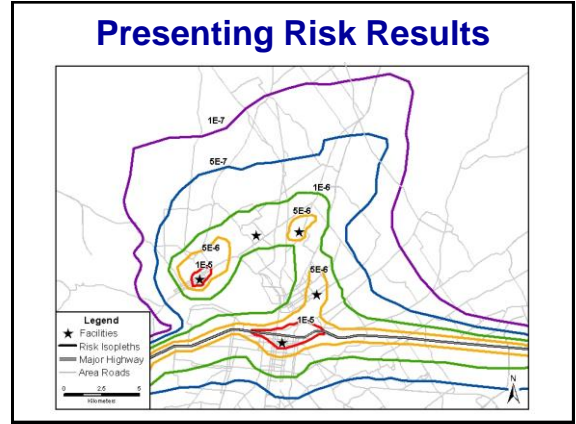 Presenting Risk Results
1E-7
5E-7
1E-6
5E-6
5E-6
1E-5
5E-6
1E-5
Legend
Facilities
Risk Isopleths
Major Highway
Area Roads
0 2.5 5
Kilometers
N